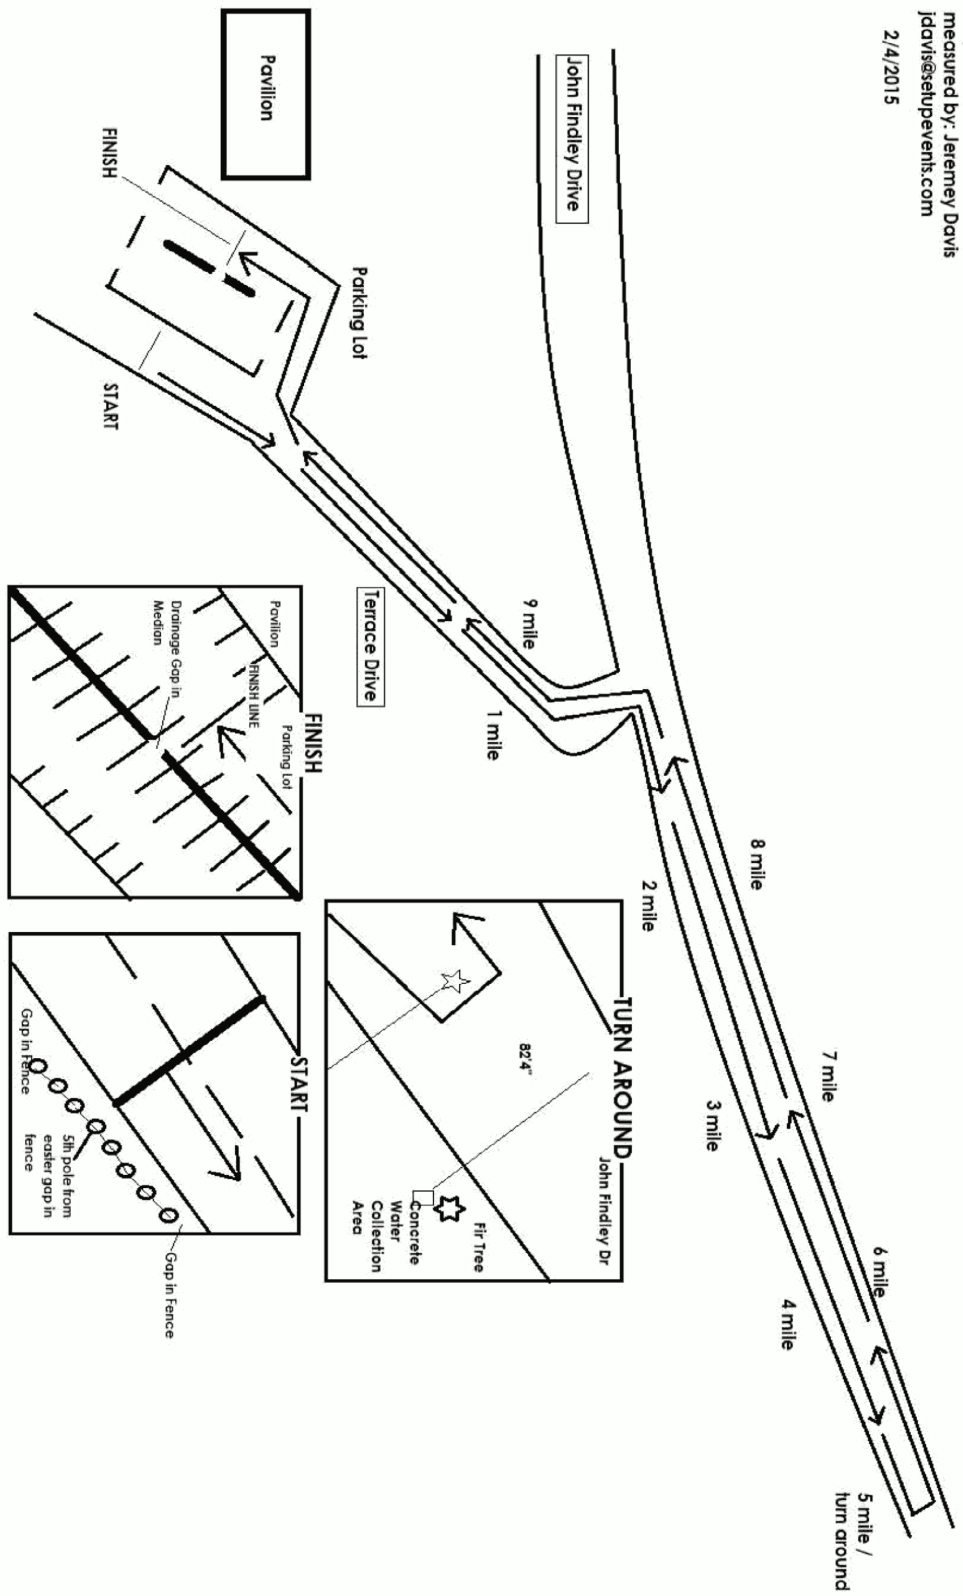 measured by: Jeremey Davis
jdavis@setupevents.com
2/4/2015
John Findley Drive
Pavilion
FINISH
Parking Lot
START
Terrace Drive
9 mile
1 mile
8 mile
2 mile
7 mile
3 mile
6 mile
4 mile
5 mile /
turn around
FINISH
Pavilion
FINISH LINE
Parking Lot
Drainage Gap in
Median
TURN AROUND
John Findley Dr
82'4"
Fir Tree
Concrete
Water
Collection
Area
START
Gap in Fence
5th pole from
easter gap in
fence
Gap in Fence